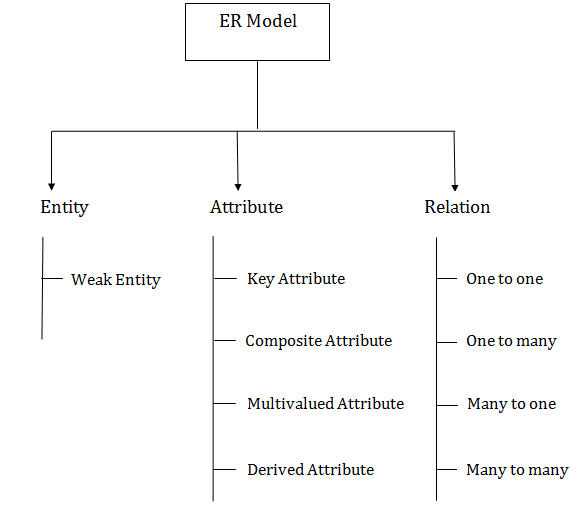 ER Model
Entity
Attribute
Relation
Weak Entity
Key Attribute
One to one
Composite Attribute
One to many
Multivalued Attribute
Many to one
Derived Attribute
Many to many